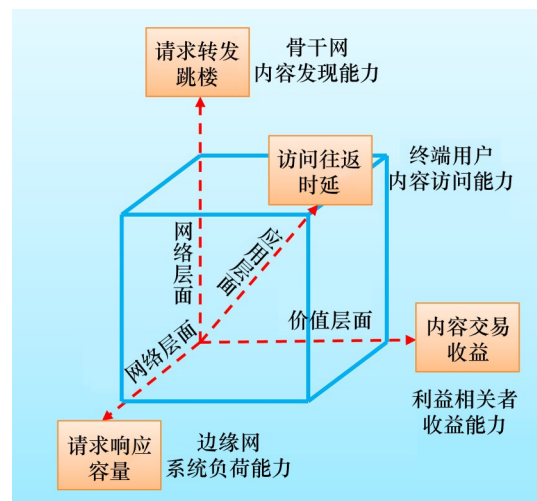 请求转发
跳楼
骨干网
内容发现能力
访问往返
时延
终端用户
内容访问能力
网络层面
应用层面
网络层面
价值层面
内容交易
收益
利益相关者
收益能力
请求响应
容量
边缘网
系统负荷能力